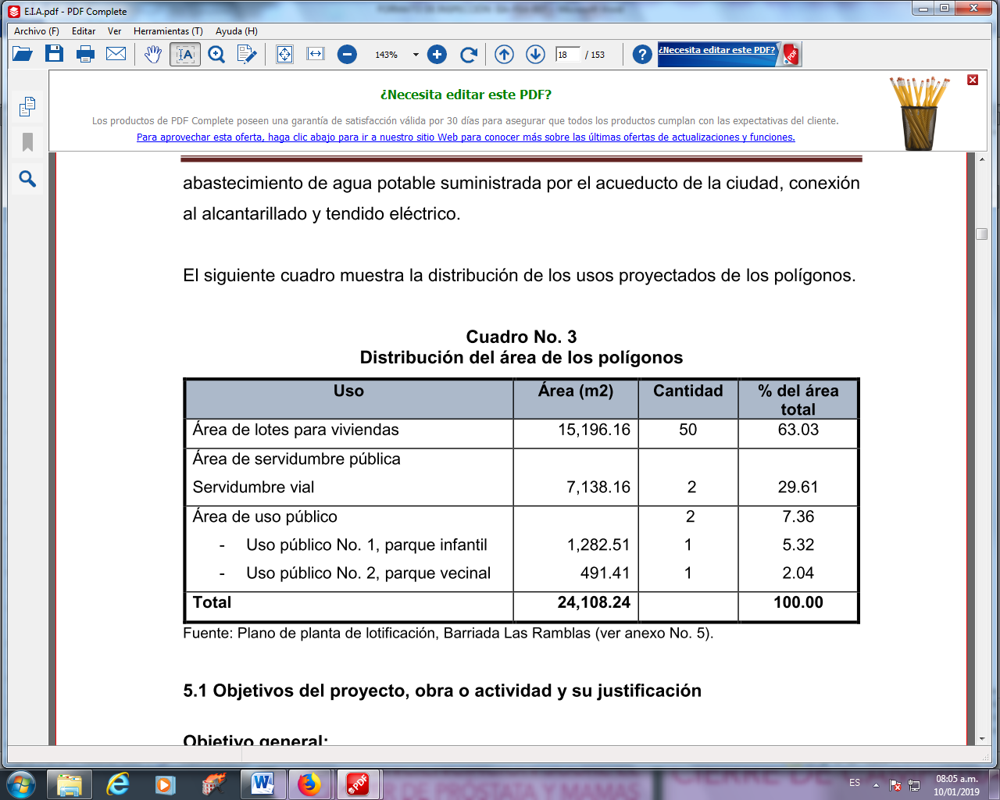 E.I.A.pdf - PDF Complete
Archivo (F) Editar Ver Herramientas (T) Ayuda (H)
143% 18 / 153 ¿Necesita editar este PDF? PDF
¿Necesita editar este PDF?
Los productos de PDF Complete poseen una garantía de satisfacción válida por 30 días para asegurar que todos los productos cumplan con las expectativas del cliente.
Para aprovechar esta oferta, haga clic abajo para ir a nuestro sitio Web para conocer más sobre las últimas ofertas de actualizaciones y funciones.
abastecimiento de agua potable suministrada por el acueducto de la ciudad, conexión
al alcantarillado y tendido eléctrico.
El siguiente cuadro muestra la distribución de los usos proyectados de los polígonos.
Cuadro No. 3
Distribución del área de los polígonos
Uso Área (m2) Cantidad % del área
total
Área de lotes para viviendas 15,196.16 50 63.03
Área de servidumbre pública
Servidumbre vial 7,138.16 2 29.61
Área de uso público 2 7.36
- Uso público No. 1, parque infantil 1,282.51 1 5.32
- Uso público No. 2, parque vecinal 491.41 1 2.04
Total 24,108.24 100.00
Fuente: Plano de planta de lotificación, Barriada Las Ramblas (ver anexo No. 5).
5.1 Objetivos del proyecto, obra o actividad y su justificación
Objetivo general:
ES 08:05 a.m.
10/01/2019